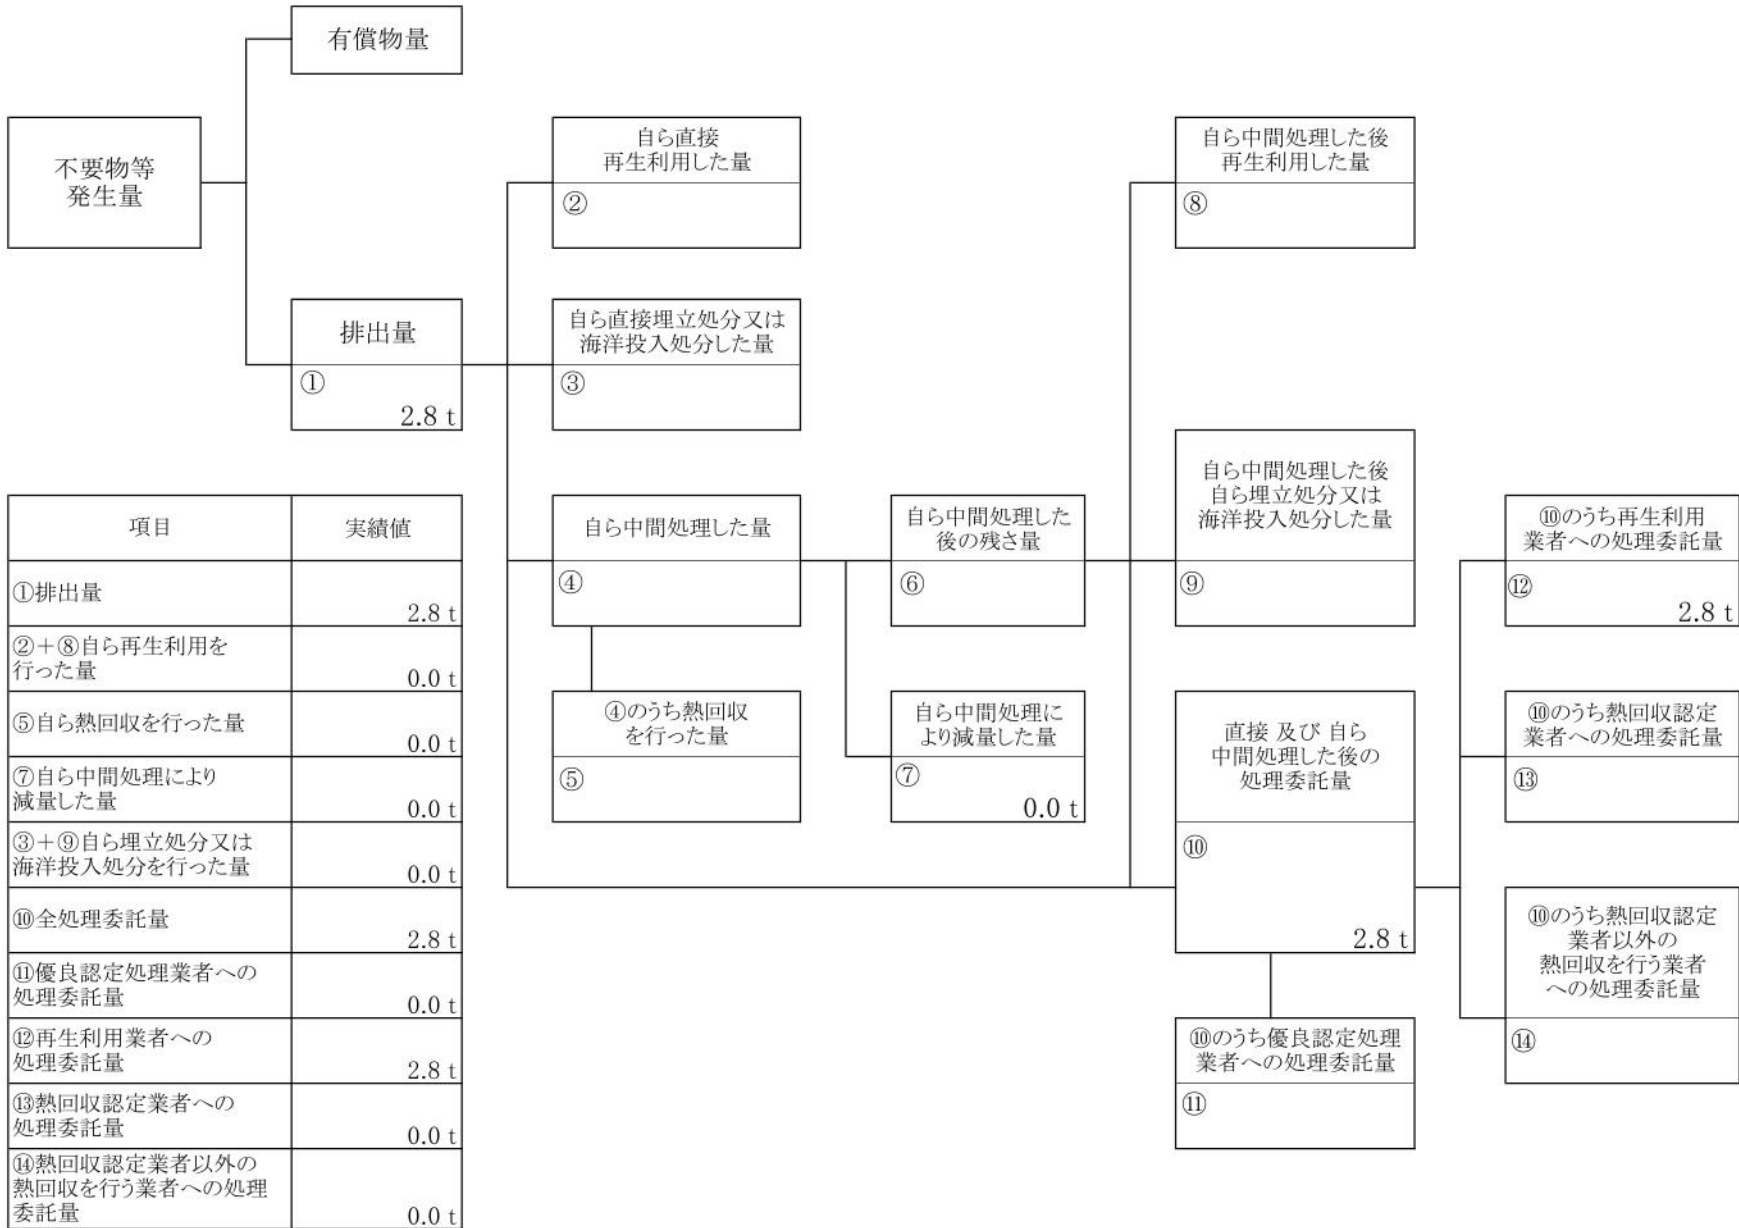 有償物量
不要物等
発生量
自ら直接
再生利用した量
②
自ら中間処理した後
再生利用した量
⑧
排出量
①
2.8 t
自ら直接埋立処分又は
海洋投入処分した量
③
自ら中間処理した量
④
自ら中間処理した
後の残さ量
⑥
自ら中間処理した後
自ら埋立処分又は
海洋投入処分した量
⑨
⑩のうち再生利用
業者への処理委託量
⑫
2.8 t
④のうち熱回収
を行った量
⑤
自ら中間処理に
より減量した量
⑦
0.0 t
直接 及び 自ら
中間処理した後の
処理委託量
⑩
2.8 t
⑩のうち熱回収認定
業者への処理委託量
⑬
⑩のうち熱回収認定
業者以外の
熱回収を行う業者
への処理委託量
⑭
⑩のうち優良認定処理
業者への処理委託量
⑪
項目 実績値
①排出量
2.8 t
②+⑧自ら再生利用を
行った量
0.0 t
⑤自ら熱回収を行った量
0.0 t
⑦自ら中間処理により
減量した量
0.0 t
③+⑨自ら埋立処分又は
海洋投入処分を行った量
0.0 t
⑩全処理委託量
2.8 t
⑪優良認定処理業者への
処理委託量
0.0 t
⑫再生利用業者への
処理委託量
2.8 t
⑬熱回収認定業者への
処理委託量
0.0 t
⑭熱回収認定業者以外の
熱回収を行う業者への処理
委託量
0.0 t